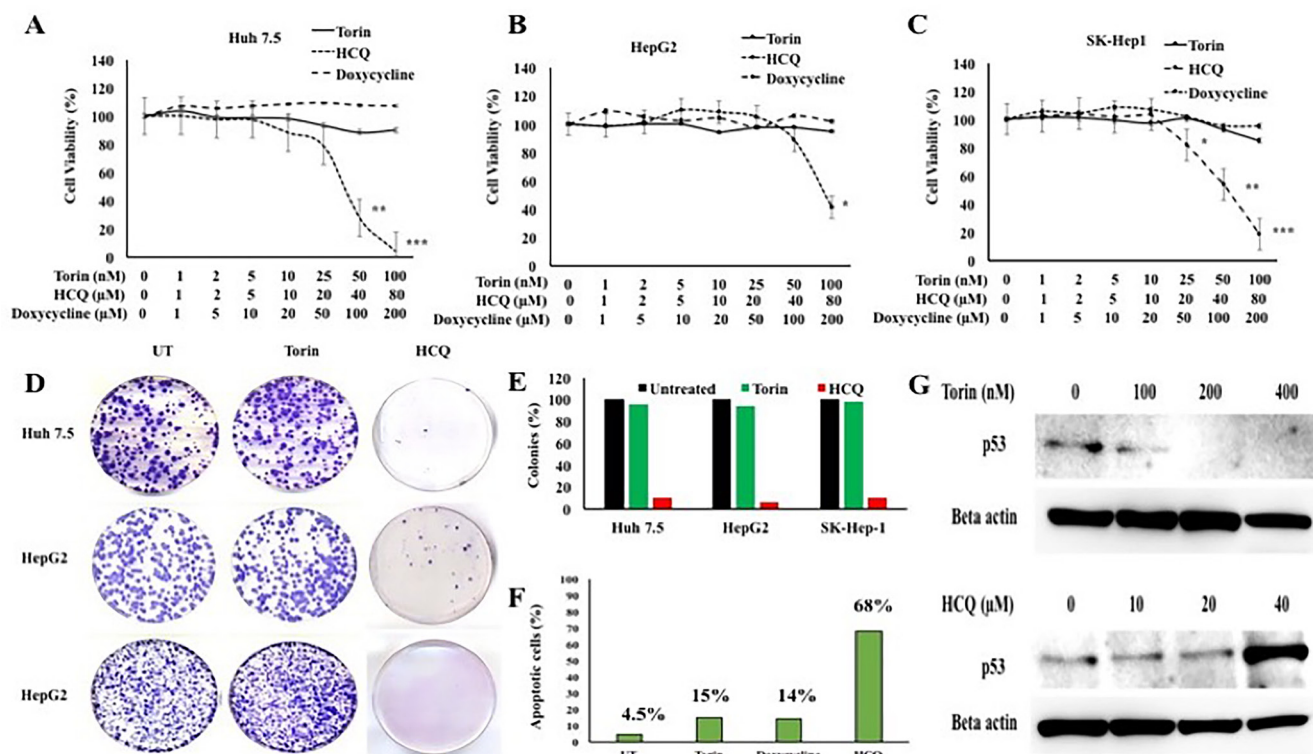 A
Huh 7.5
Torin
HCQ
Doxycycline
140
120
100
80
60
40
20
0
Cell Viability (%)
**
***
Torin (nM) 0 1 2 5 10 25 50 100
HCQ (µM) 0 1 2 5 10 20 40 80
Doxycycline (µM) 0 1 5 10 20 50 100 200
B
HepG2
Torin
HCQ
Doxycycline
140
120
100
80
60
40
20
0
Cell Viability (%)
*
Torin (nM) 0 1 2 5 10 25 50 100
HCQ (µM) 0 1 2 5 10 20 40 80
Doxycycline (µM) 0 1 5 10 20 50 100 200
C
SK-Hep1
Torin
HCQ
Doxycycline
140
120
100
80
60
40
20
0
Cell Viability (%)
*
**
***
Torin (nM) 0 1 2 5 10 25 50 100
HCQ (µM) 0 1 2 5 10 20 40 80
Doxycycline (µM) 0 1 5 10 20 50 100 200
D
UT Torin HCQ
Huh 7.5
HepG2
HepG2
E
Untreated Torin HCQ
120
100
80
60
40
20
0
Colonies (%)
Huh 7.5 HepG2 SK-Hep-1
F
100
90
80
70
60
50
40
30
20
10
0
Apoptotic cells (%)
4.5% 15% 14% 68%
UT Torin Doxycycline HCQ
G
Torin (nM) 0 100 200 400
p53
Beta actin
HCQ (µM) 0 10 20 40
p53
Beta actin